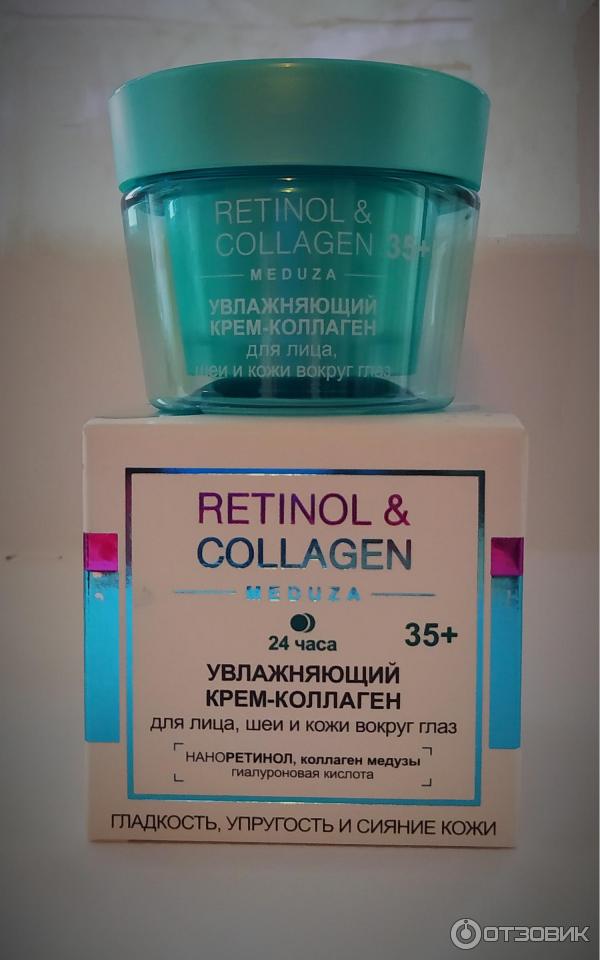 RETINOL &
COLLAGEN 35+
MEDUZA
УВЛАЖНЯЮЩИЙ
КРЕМ-КОЛЛАГЕН
для лица,
шеи и кожи вокруг глаз
RETINOL &
COLLAGEN
MEDUZA
24 часа
35+
УВЛАЖНЯЮЩИЙ
КРЕМ-КОЛЛАГЕН
для лица, шеи и кожи вокруг глаз
НАНОРЕТИНОЛ, коллаген медузы
гиалуроновая кислота
ГЛАДКОСТЬ, УПРУГОСТЬ И СИЯНИЕ КОЖИ
ОТЗОВИК